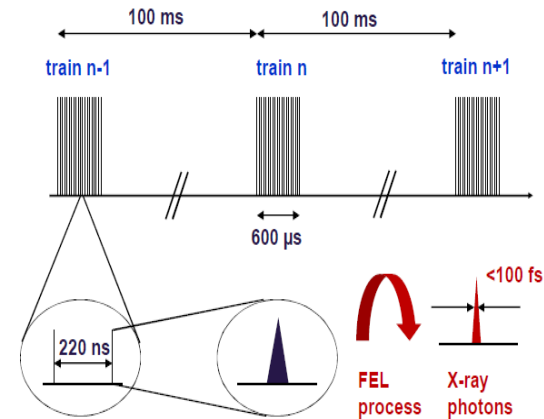 100 ms
100 ms
train n-1
train n
train n+1
600 µs
<100 fs
220 ns
FEL
process
X-ray
photons